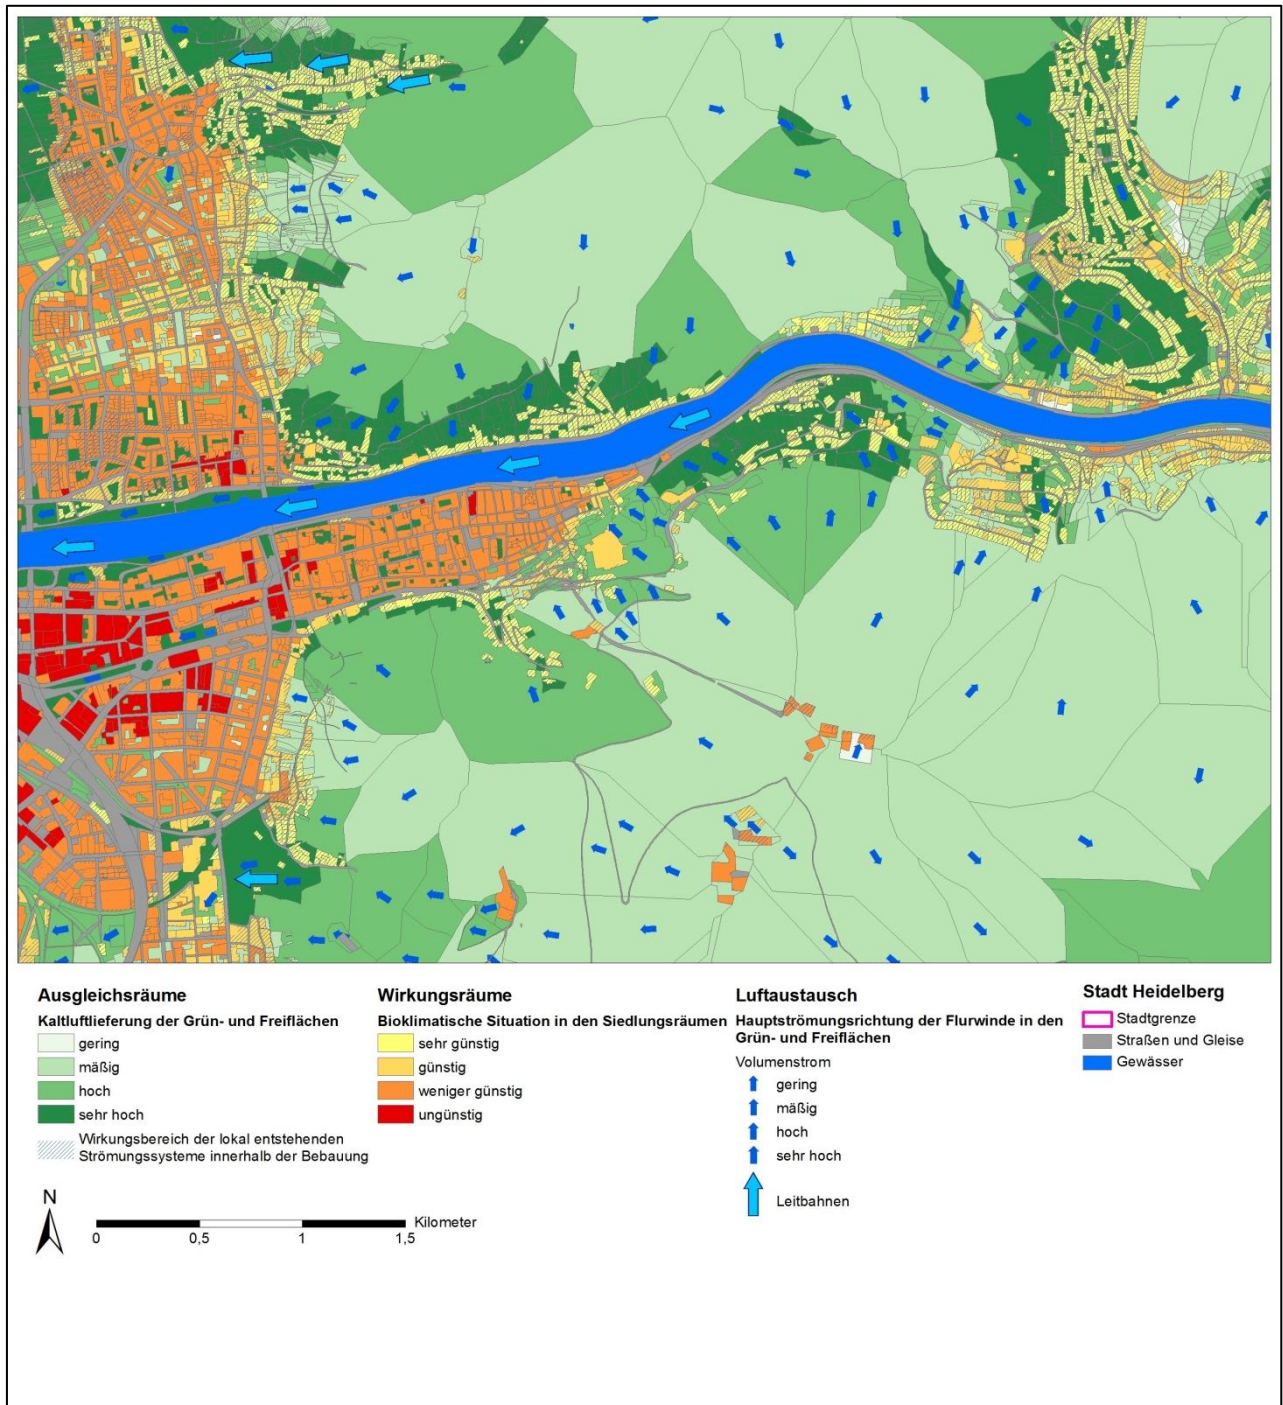 Ausgleichsräume
Kaltluftlieferung der Grün- und Freiflächen
gering
mäßig
hoch
sehr hoch
Wirkungsbereich der lokal entstehenden
Strömungssysteme innerhalb der Bebauung
Wirkungsräume
Bioklimatische Situation in den Siedlungsräumen
sehr günstig
günstig
weniger günstig
ungünstig
Luftaustausch
Hauptströmungsrichtung der Flurwinde in den
Grün- und Freiflächen
Volumenstrom
gering
mäßig
hoch
sehr hoch
Leitbahnen
Stadt Heidelberg
Stadtgrenze
Straßen und Gleise
Gewässer
N
Kilometer
0 0,5 1 1,5